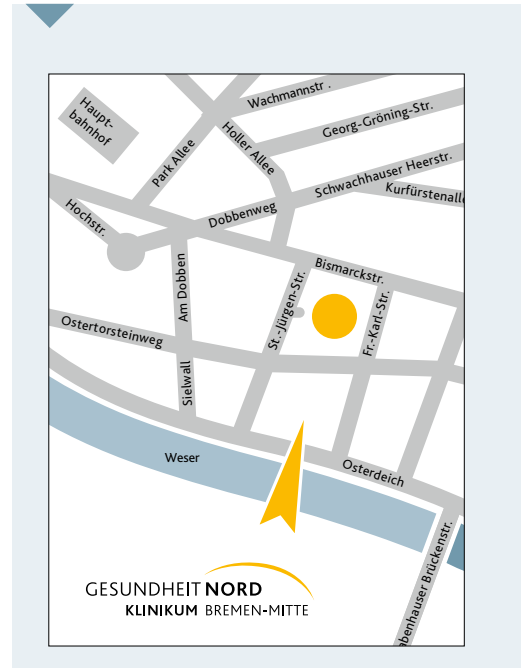 Wachmannstr .
Haupt-
bahnhof
Georg-Gröning-Str.
Holler Allee
Park Allee
Schwachhauser Heerstr.
Kurfürstenalle
Hochstr.
Dobbenweg
Bismarckstr.
Am Dobben
St.-Jürgen-Str.
Fr.-Karl-Str.
Ostertorsteinweg
Sielwall
Weser
Osterdeich
abenhauser Brückenstr.
GESUNDHEIT NORD
KLINIKUM BREMEN-MITTE